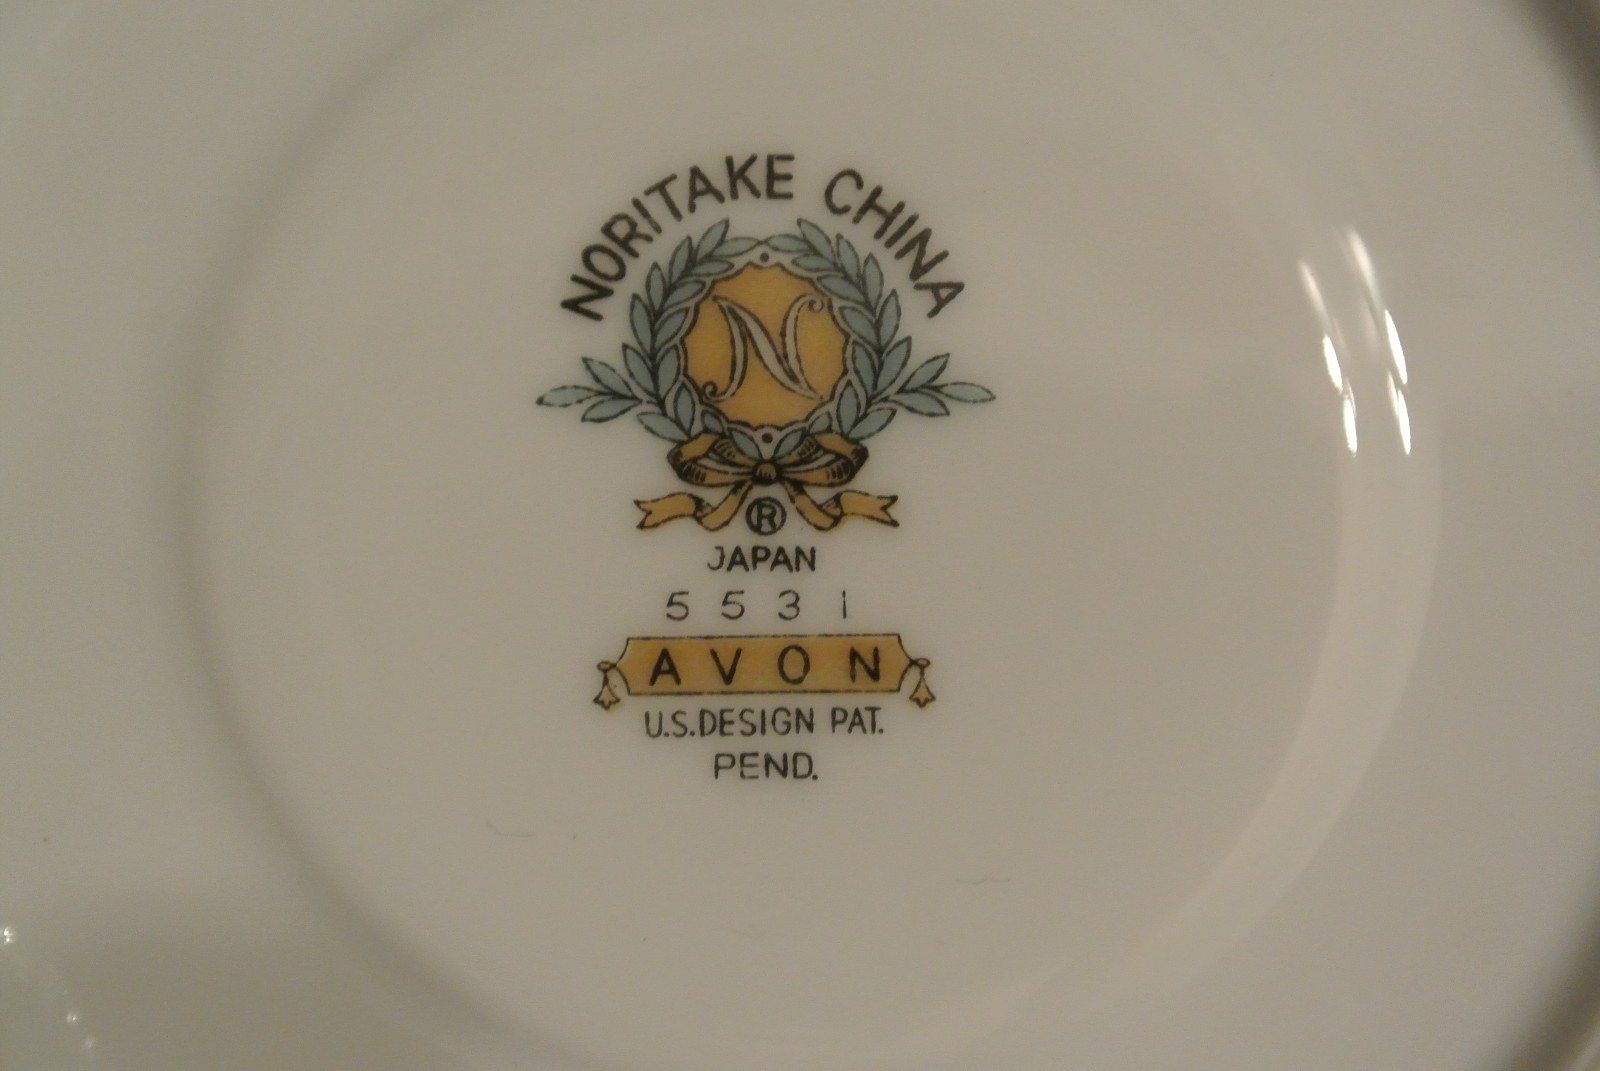 NORITAKE CHINA
N
®
JAPAN
5531
AVON
U.S.DESIGN PAT.
PEND.